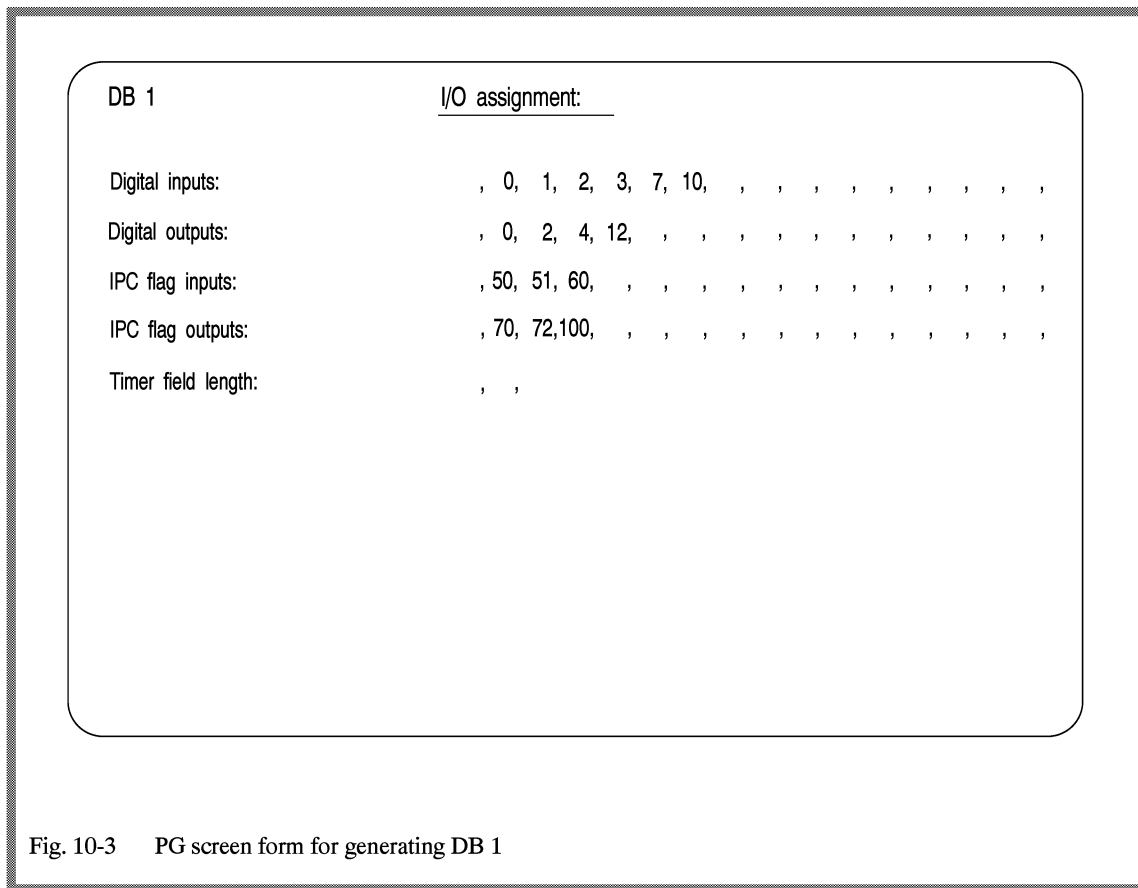 DB 1 I/O assignment:
Digital inputs: , 0, 1, 2, 3, 7, 10, , , , , , , , , ,
Digital outputs: , 0, 2, 4, 12, , , , , , , , , , , ,
IPC flag inputs: , 50, 51, 60, , , , , , , , , , , , ,
IPC flag outputs: , 70, 72,100, , , , , , , , , , , , ,
Timer field length: , ,
Fig. 10-3 PG screen form for generating DB 1